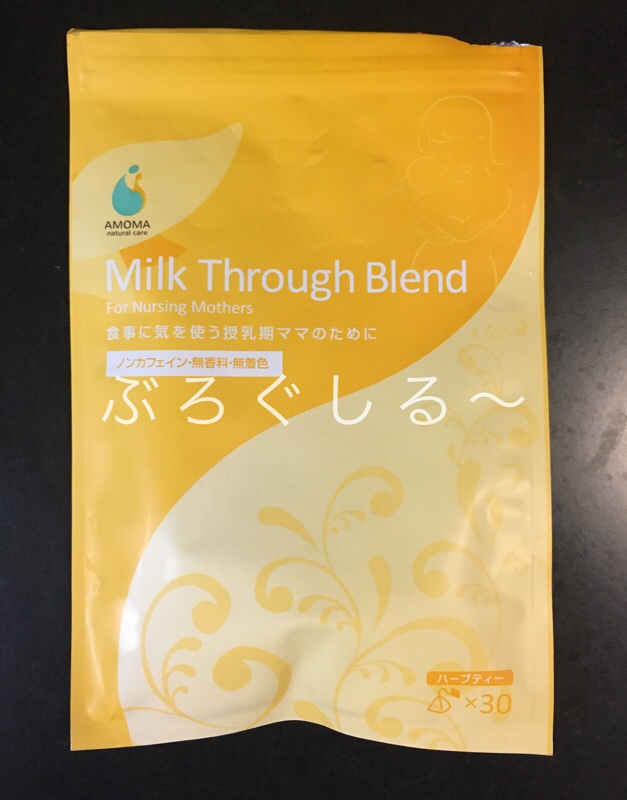 AMOMA
natural care
Milk Through Blend
For Nursing Mothers
食事に気を使う授乳期ママのために
ノンカフェイン・無香料・無着色
ぶろぐしる〜
ハーブティー
×30